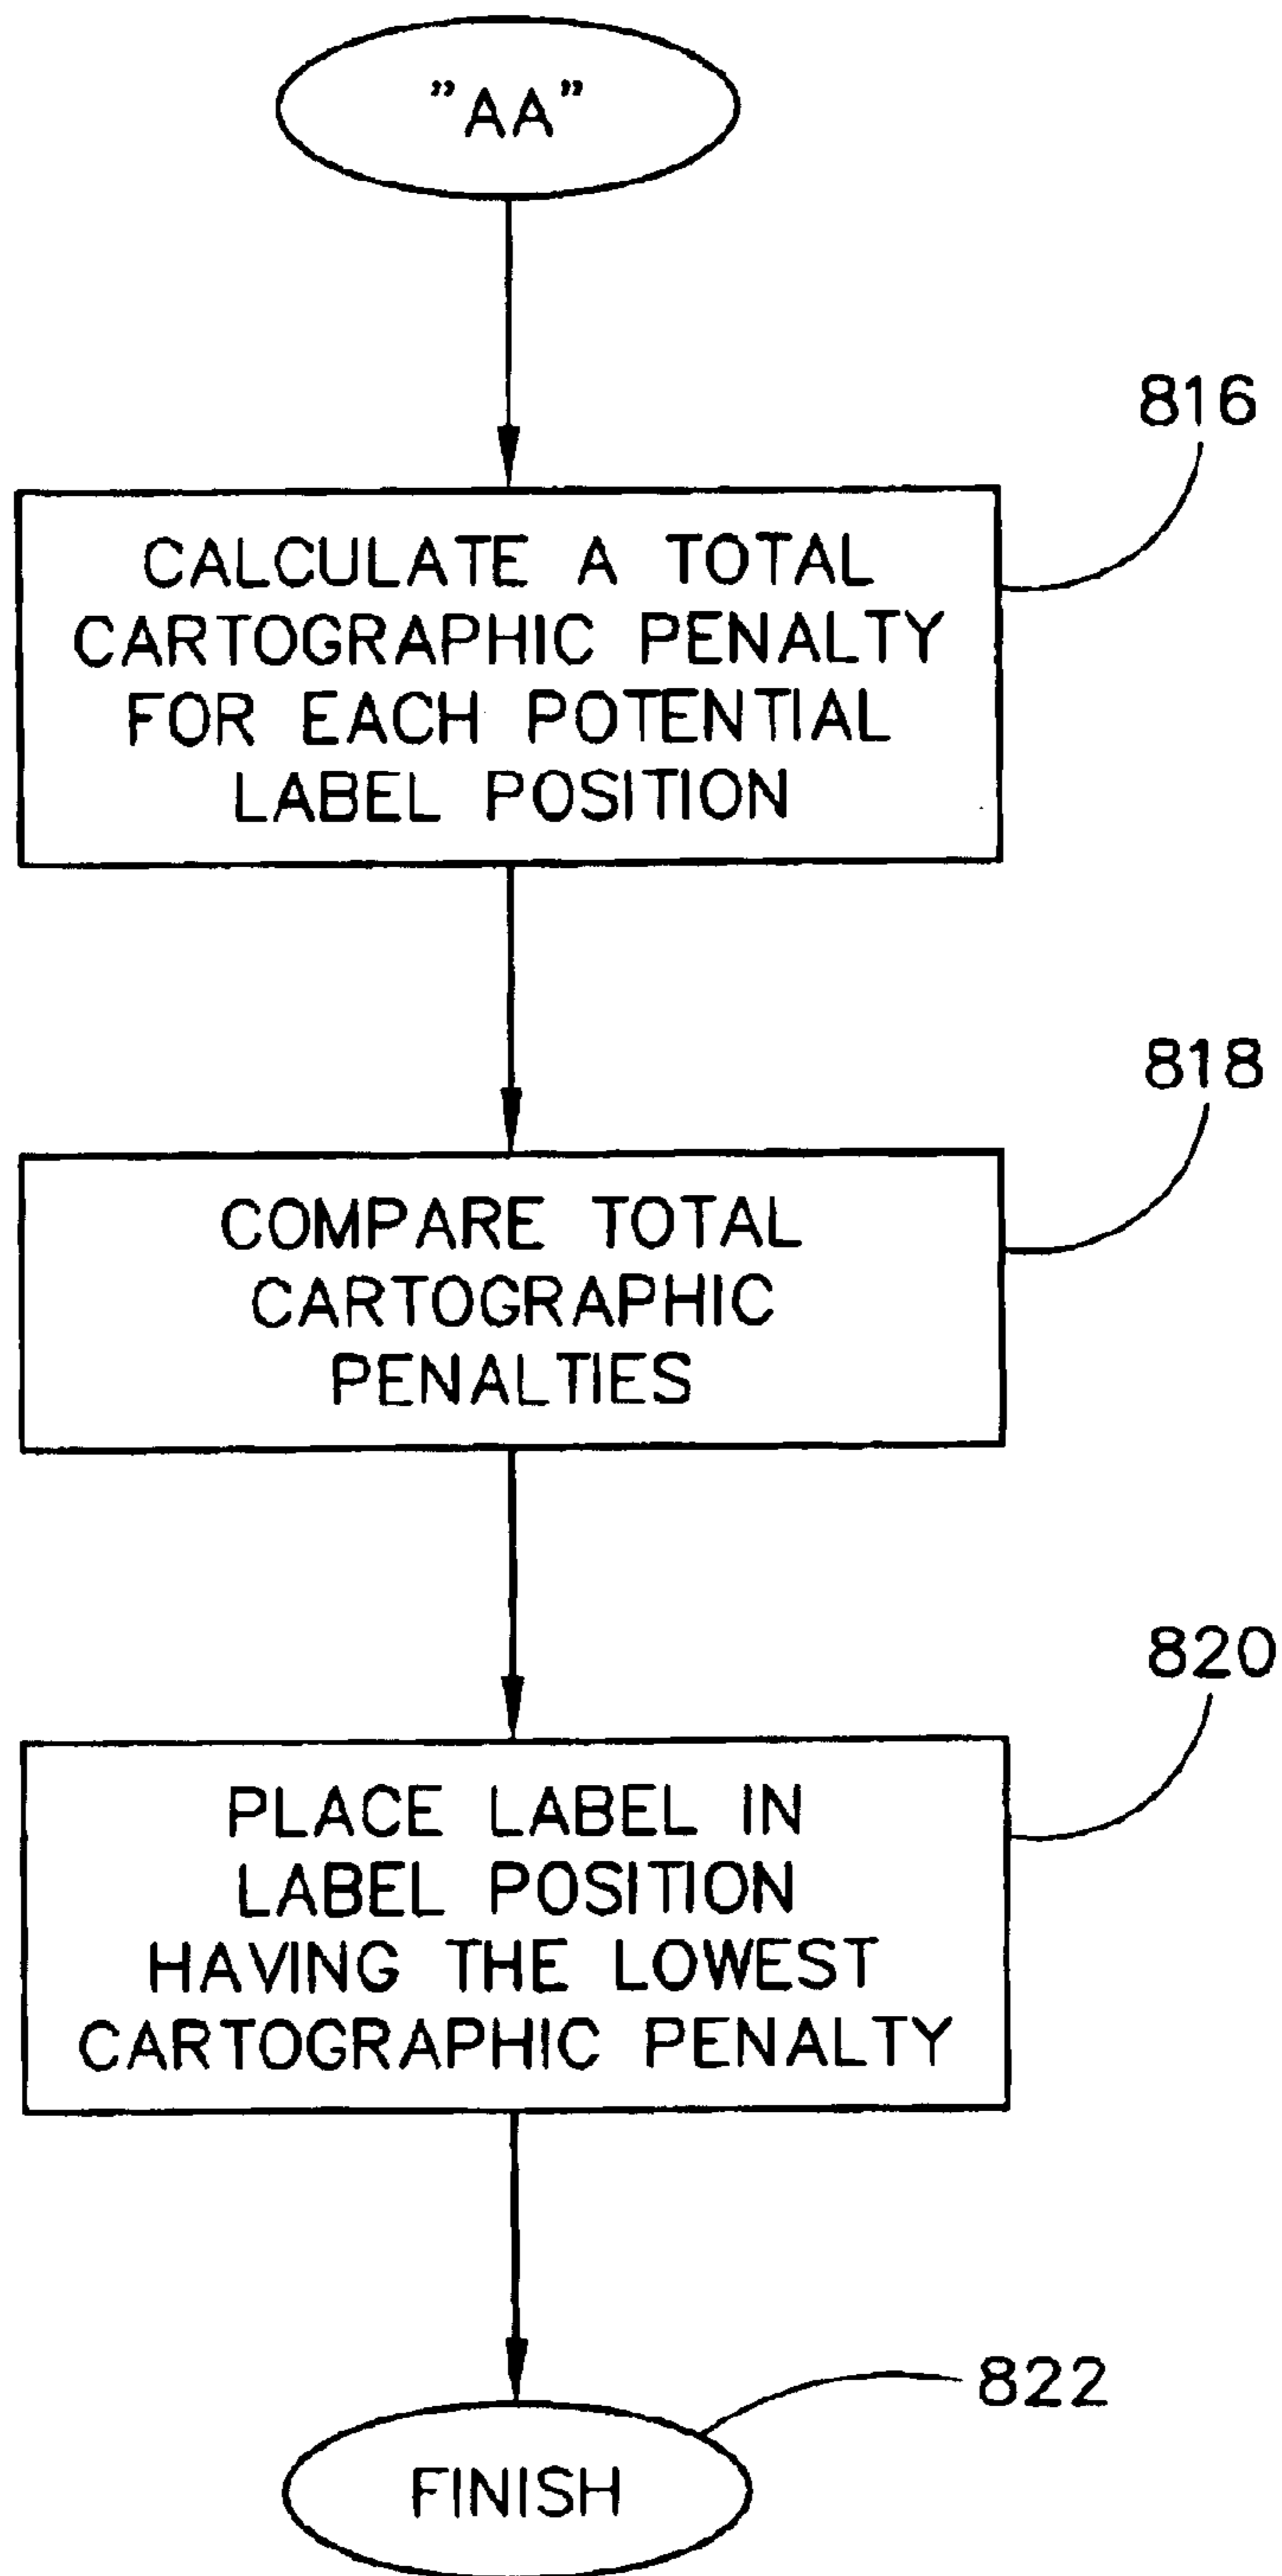 "AA"
816
CALCULATE A TOTAL
CARTOGRAPHIC PENALTY
FOR EACH POTENTIAL
LABEL POSITION
818
COMPARE TOTAL
CARTOGRAPHIC
PENALTIES
820
PLACE LABEL IN
LABEL POSITION
HAVING THE LOWEST
CARTOGRAPHIC PENALTY
822
FINISH